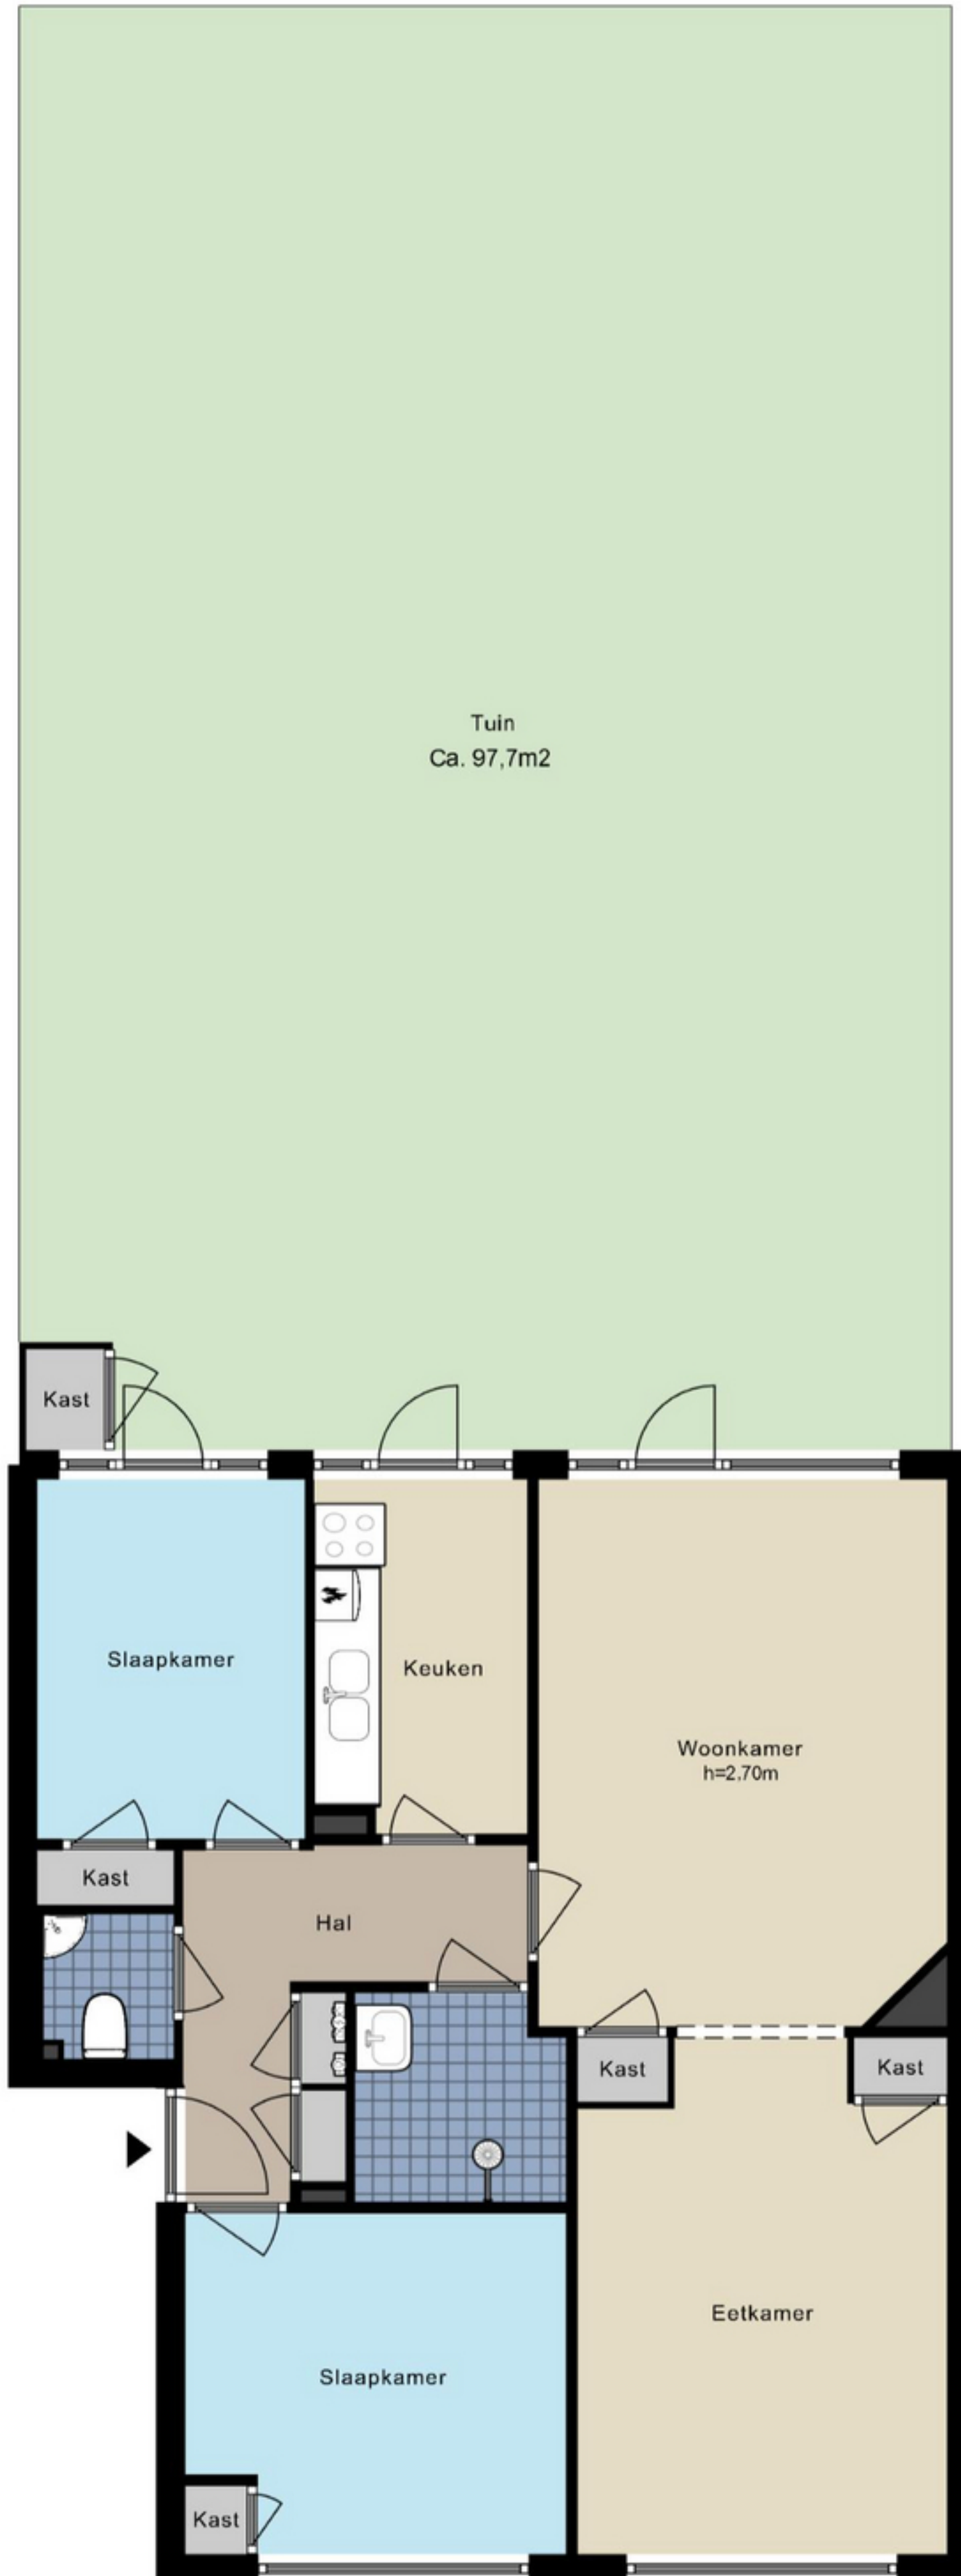 Tuin
Ca. 97,7m2
Kast
Slaapkamer
Keuken
Woonkamer
h=2.70m
Kast
Hal
Kast
Kast
Eetkamer
Slaapkamer
Kast